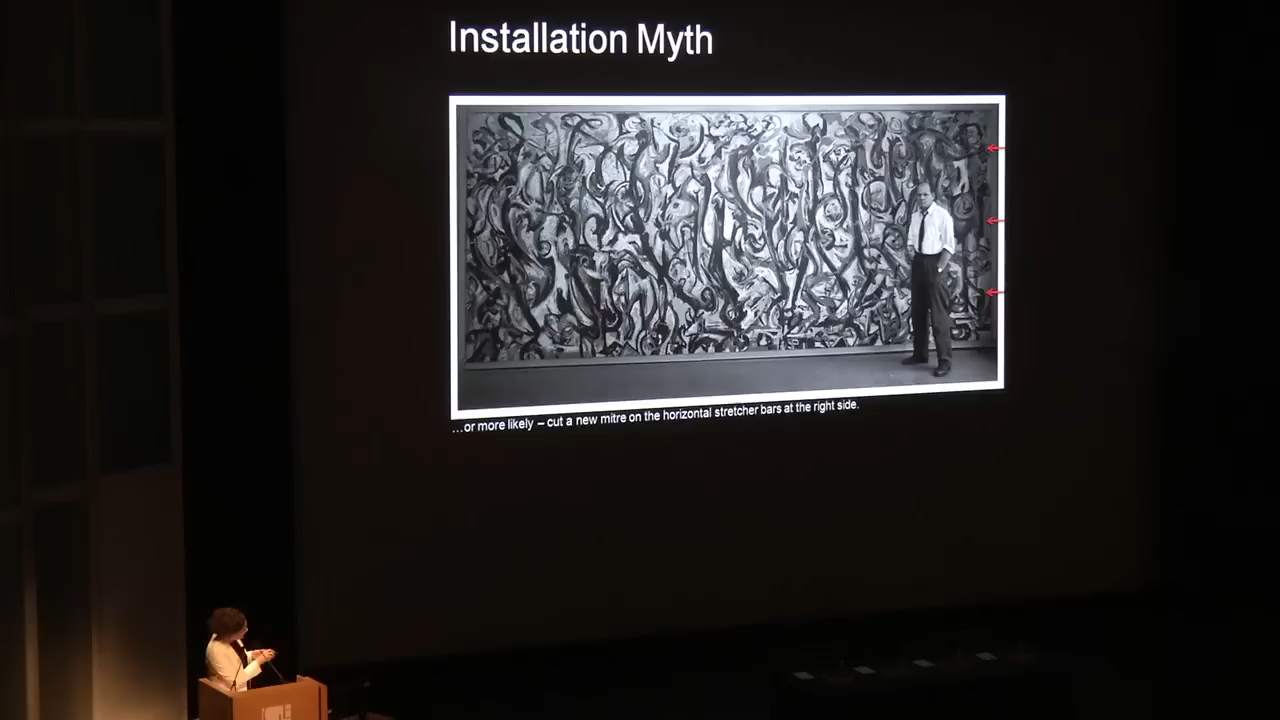 Installation Myth
…or more likely – cut a new mitre on the horizontal stretcher bars at the right side.